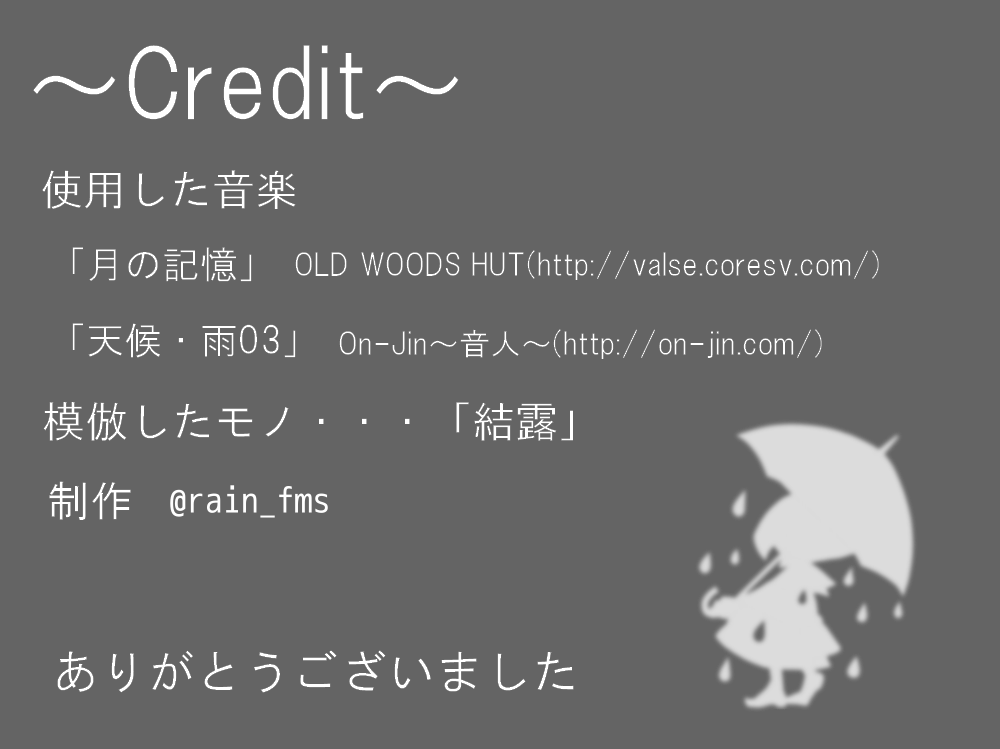 ～Credit～
使用した音楽
「月の記憶」 OLD WOODS HUT(http://valse.coresv.com/)
「天候・雨03」 On-Jin～音人～(http://on-jin.com/)
模倣したモノ・・・「結露」
制作 @rain_fms
ありがとうございました